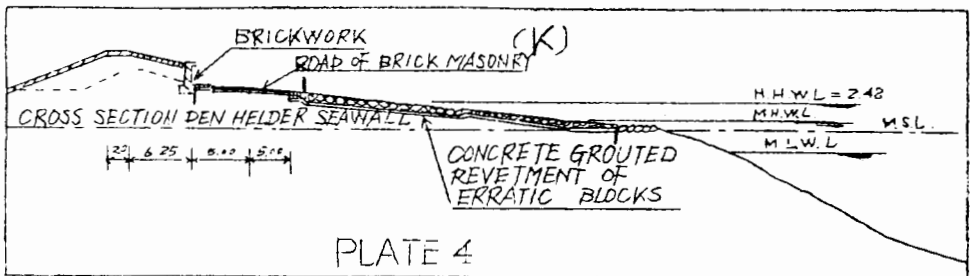 BRICKWORK
(K)
ROAD OF BRICK MASONRY
H.H.W.L = 2.48
CROSS SECTION DEN HELDER SEAWALL
M.H.W.L
M.S.L.
M.L.W.L
6.25 5.00 5.00
CONCRETE GROUTED
REVETMENT OF
ERRATIC BLOCKS
PLATE 4